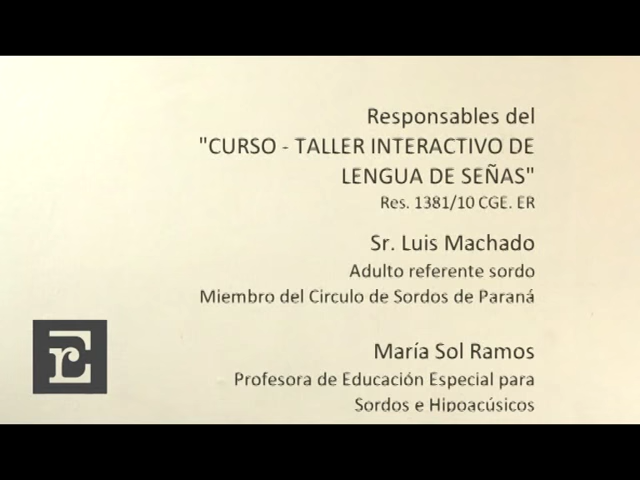 Responsables del
"CURSO - TALLER INTERACTIVO DE
LENGUA DE SEÑAS"
Res. 1381/10 CGE. ER
Sr. Luis Machado
Adulto referente sordo
Miembro del Circulo de Sordos de Paraná
Er
María Sol Ramos
Profesora de Educación Especial para
Sordos e Hipoacúsicos